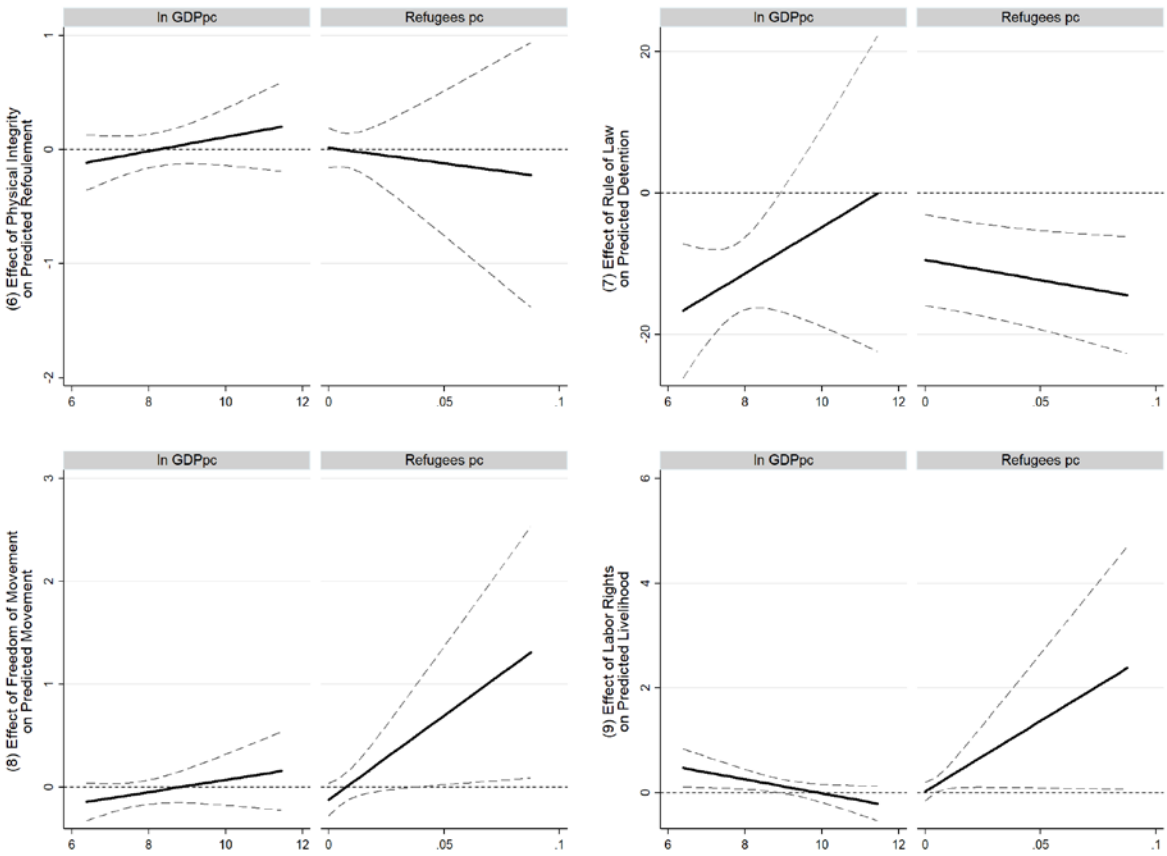 ln GDPpc
Refugees pc
(6) Effect of Physical Integrity
on Predicted Refoulement
1
0
-1
-2
6
8
10
12
0
.05
.1
ln GDPpc
Refugees pc
(7) Effect of Rule of Law
on Predicted Detention
20
0
-20
6
8
10
12
0
.05
.1
ln GDPpc
Refugees pc
(8) Effect of Freedom of Movement
on Predicted Movement
3
2
1
0
6
8
10
12
0
.05
.1
ln GDPpc
Refugees pc
(9) Effect of Labor Rights
on Predicted Livelihood
6
4
2
0
6
8
10
12
0
.05
.1